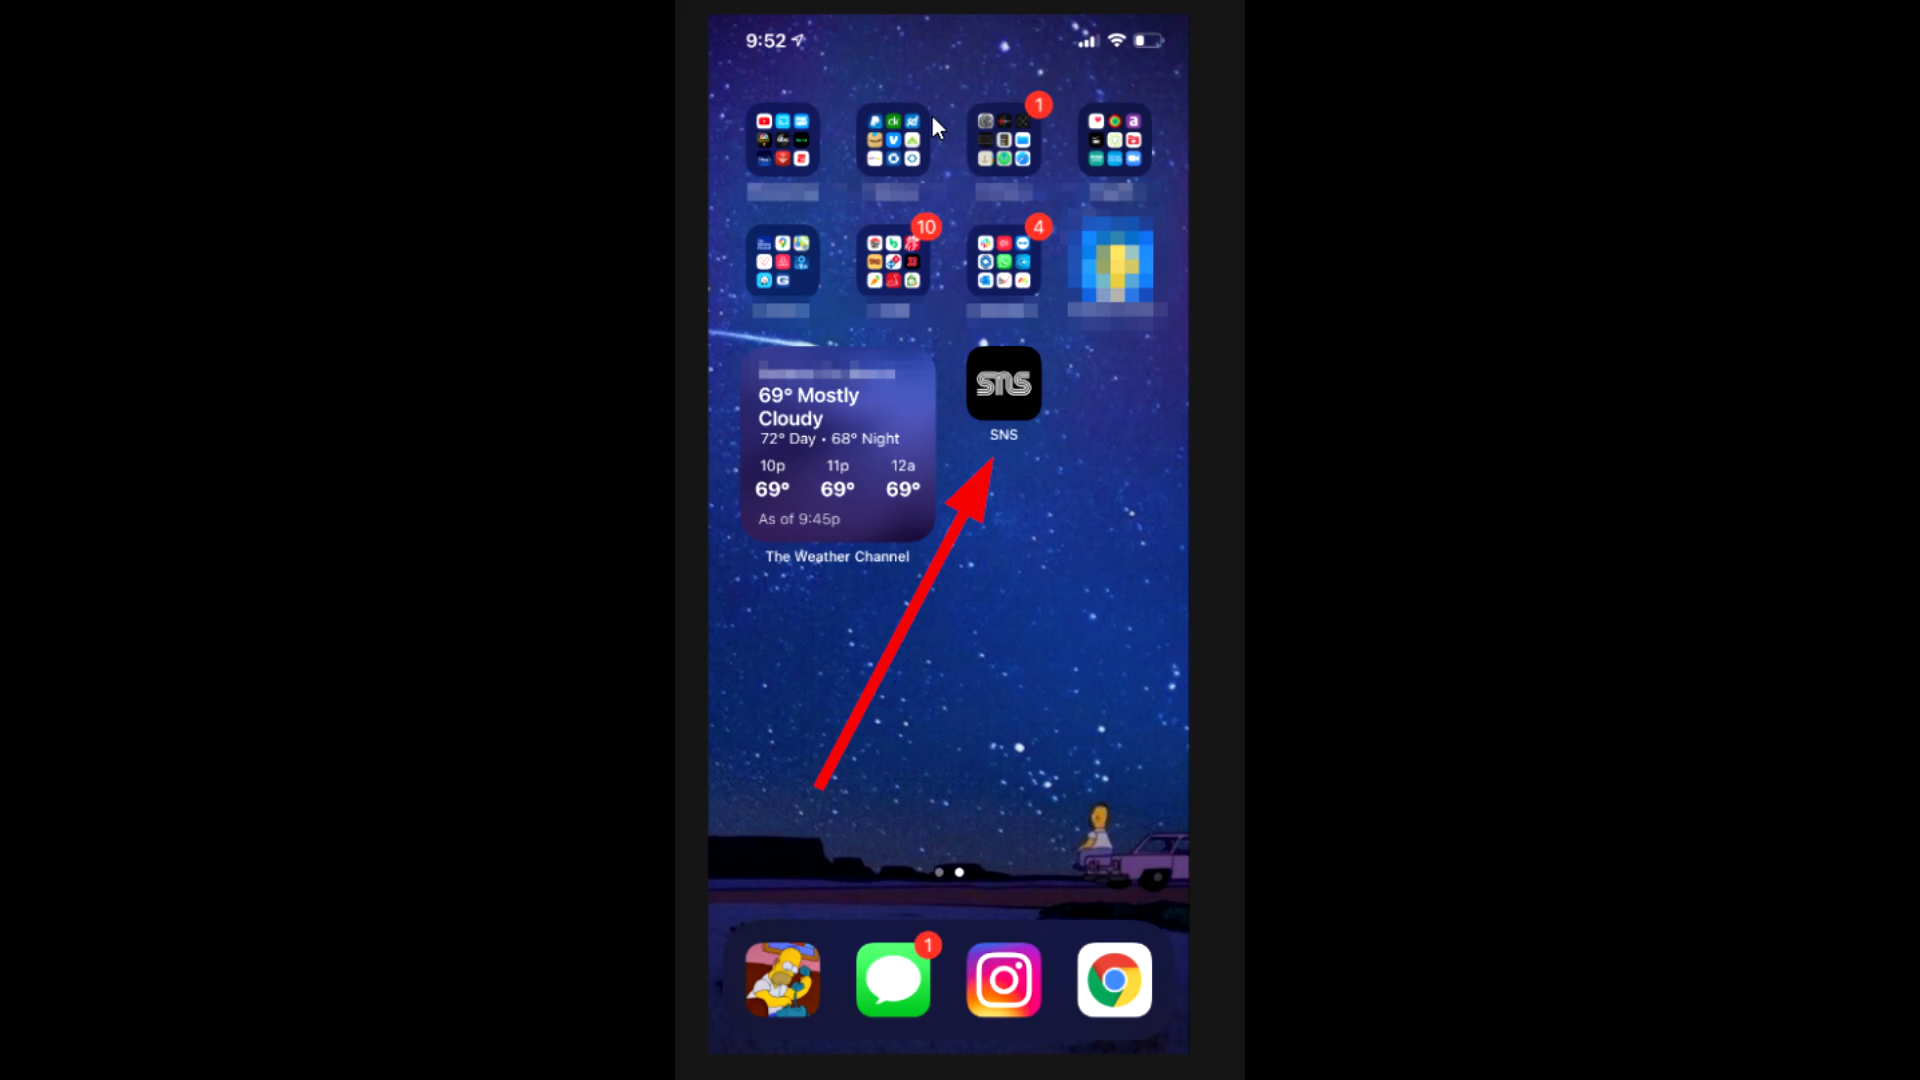 9:52
1
10
4
69° Mostly
Cloudy
72° Day • 68° Night
10p 11p 12a
69° 69° 69°
As of 9:45p
The Weather Channel
sns
SNS
1